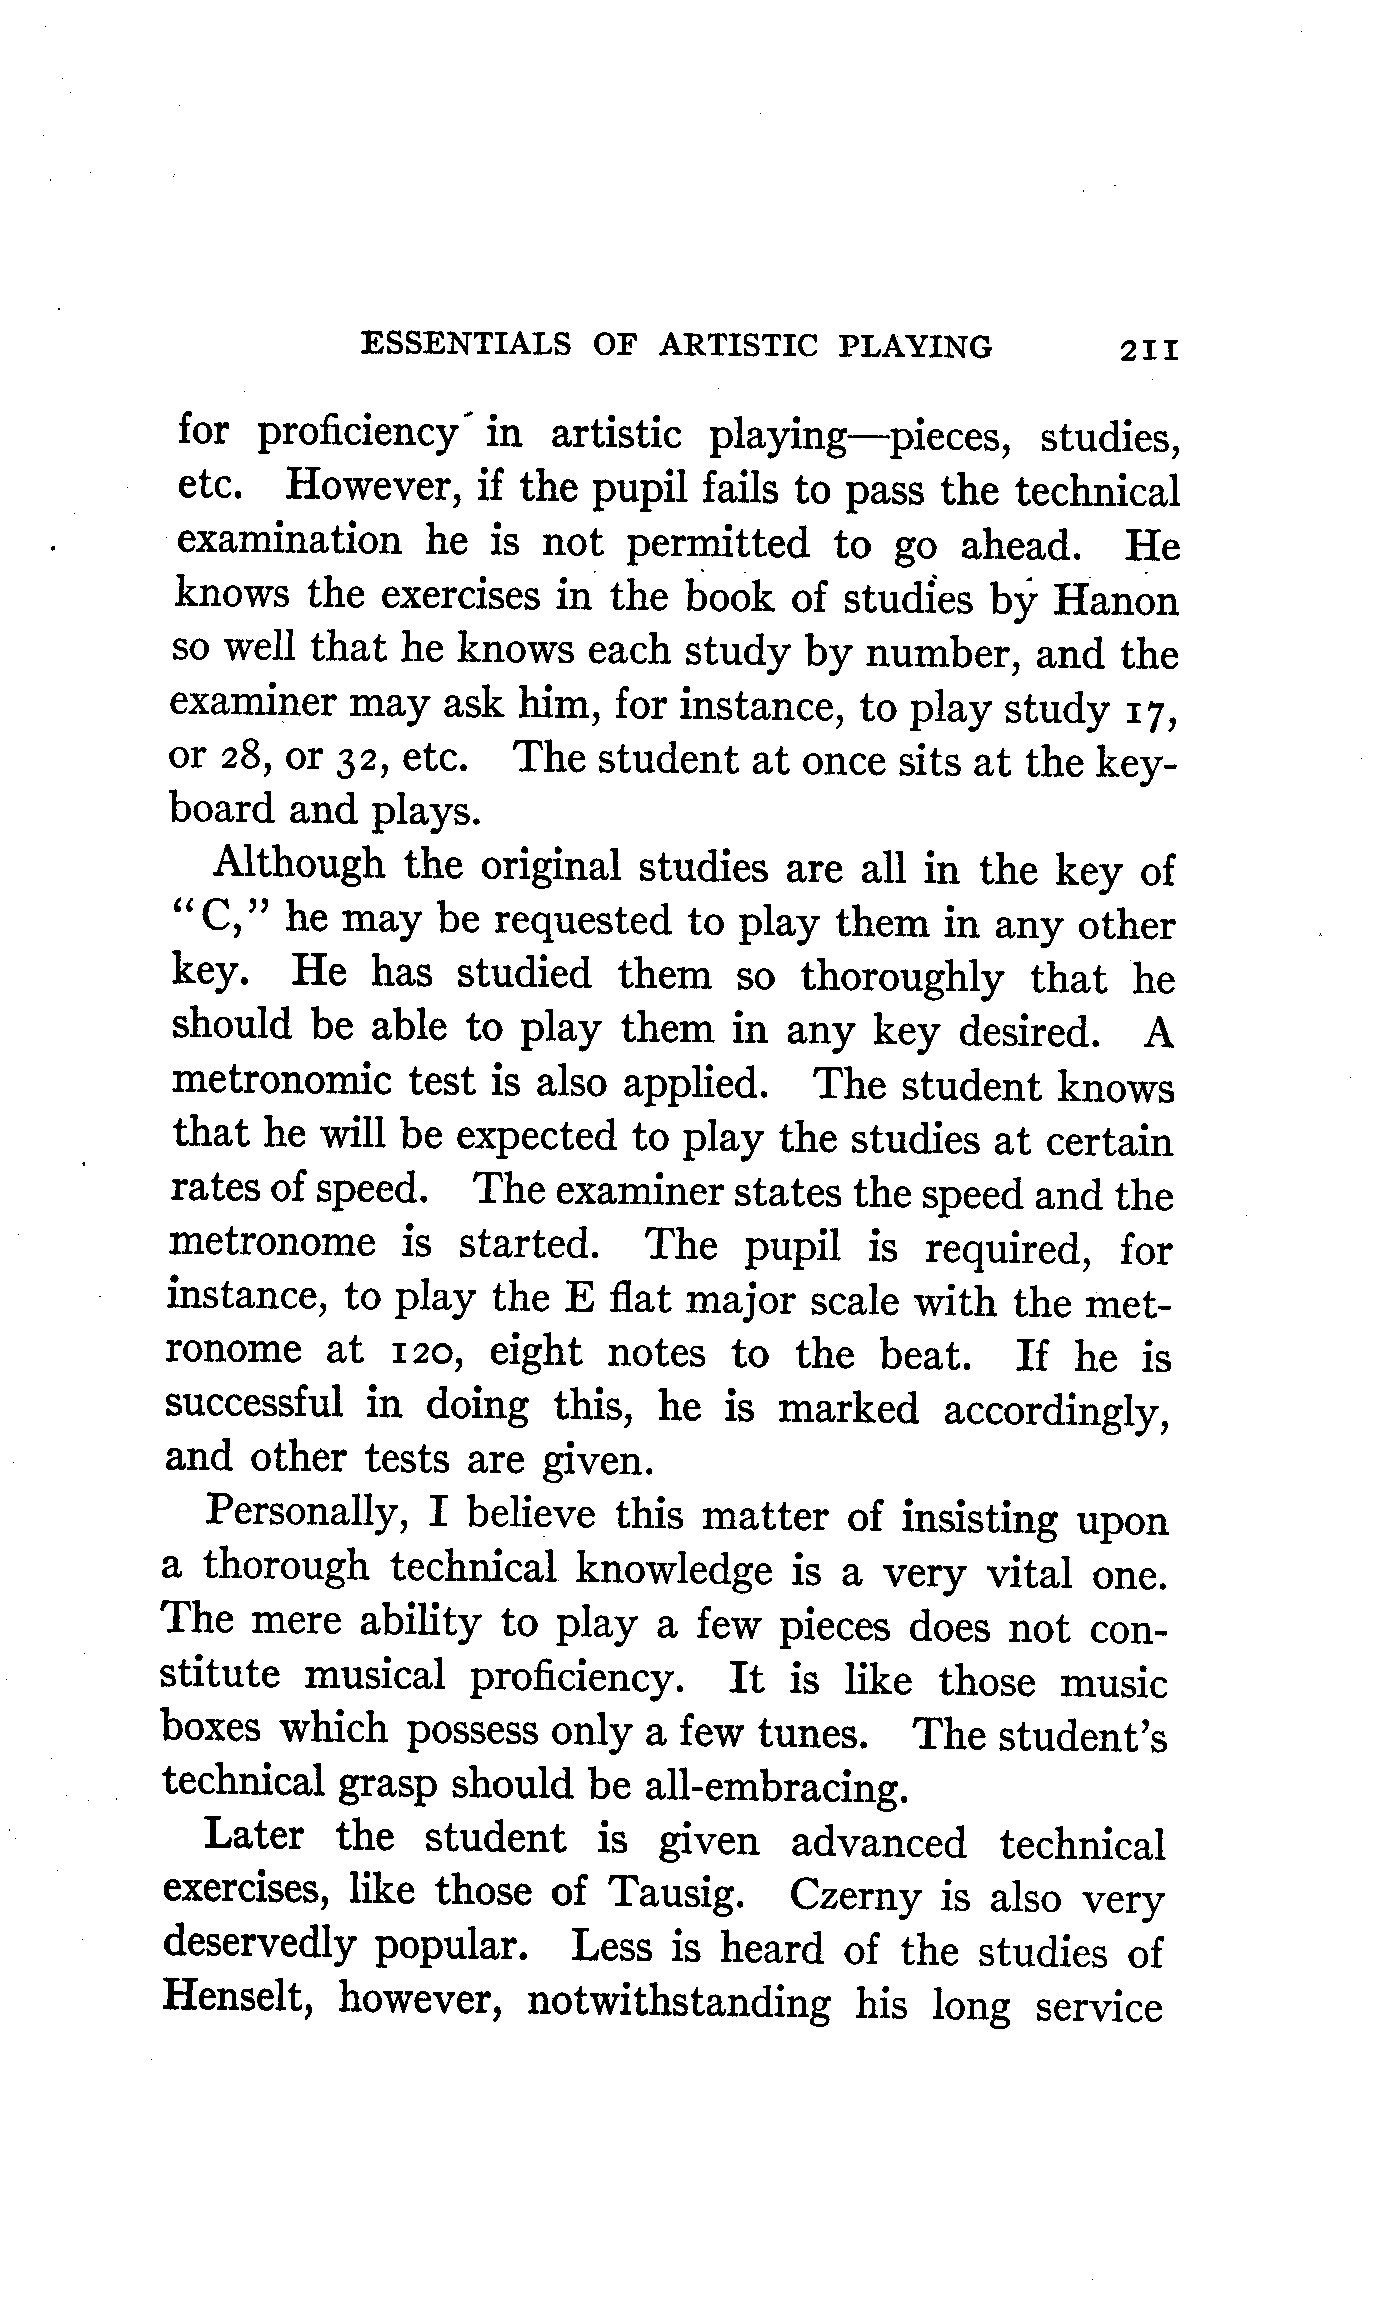 ESSENTIALS OF ARTISTIC PLAYING 211
for proficiency in artistic playing—pieces, studies,
etc. However, if the pupil fails to pass the technical
examination he is not permitted to go ahead. He
knows the exercises in the book of studies by Hanon
so well that he knows each study by number, and the
examiner may ask him, for instance, to play study 17,
or 28, or 32, etc. The student at once sits at the key-
board and plays.
Although the original studies are all in the key of
“C,” he may be requested to play them in any other
key. He has studied them so thoroughly that he
should be able to play them in any key desired. A
metronomic test is also applied. The student knows
that he will be expected to play the studies at certain
rates of speed. The examiner states the speed and the
metronome is started. The pupil is required, for
instance, to play the E flat major scale with the met-
ronome at 120, eight notes to the beat. If he is
successful in doing this, he is marked accordingly,
and other tests are given.
Personally, I believe this matter of insisting upon
a thorough technical knowledge is a very vital one.
The mere ability to play a few pieces does not con-
stitute musical proficiency. It is like those music
boxes which possess only a few tunes. The student’s
technical grasp should be all-embracing.
Later the student is given advanced technical
exercises, like those of Tausig. Czerny is also very
deservedly popular. Less is heard of the studies of
Henselt, however, notwithstanding his long service